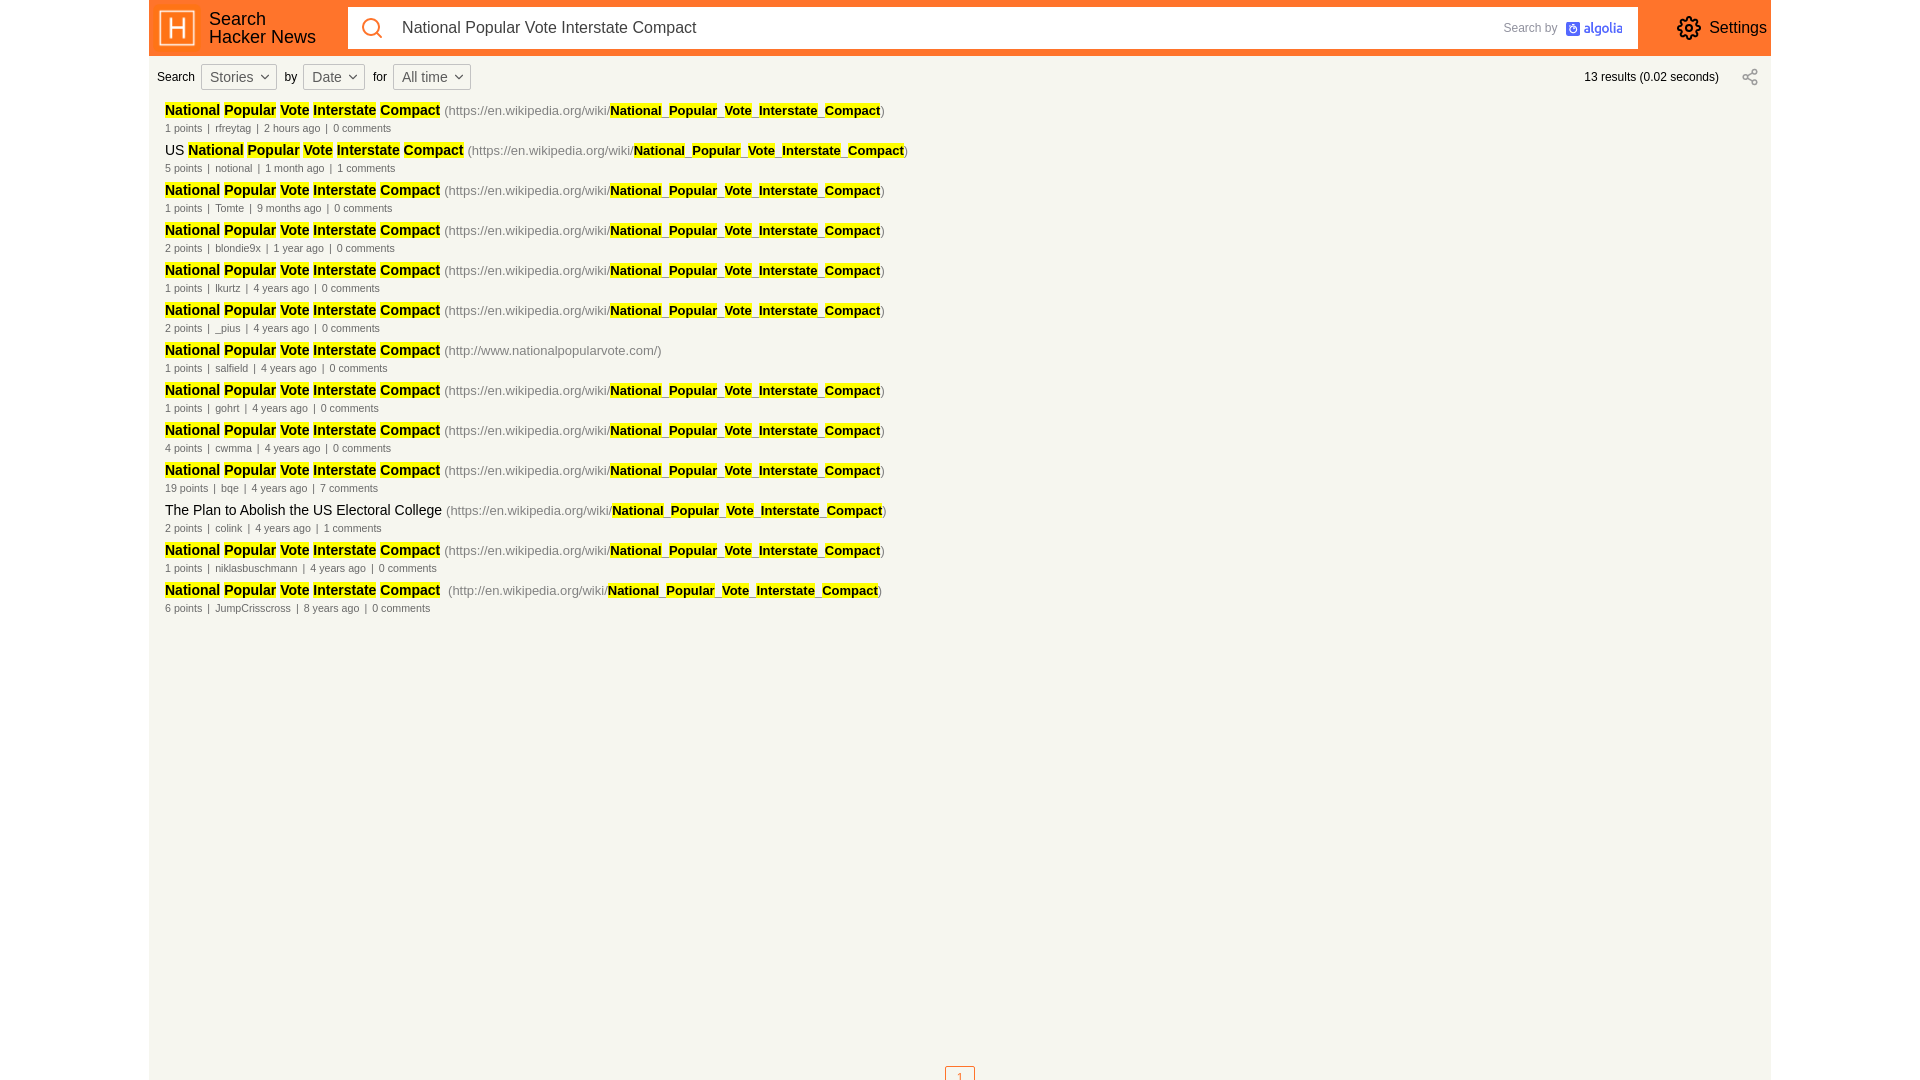 Search
Hacker News
National Popular Vote Interstate Compact
Search by algolia
Settings
Search Stories by Date for All time
13 results (0.02 seconds)
National Popular Vote Interstate Compact (https://en.wikipedia.org/wiki/National_Popular_Vote_Interstate_Compact)
1 points | rfreytag | 2 hours ago | 0 comments
US National Popular Vote Interstate Compact (https://en.wikipedia.org/wiki/National_Popular_Vote_Interstate_Compact)
5 points | notional | 1 month ago | 1 comments
National Popular Vote Interstate Compact (https://en.wikipedia.org/wiki/National_Popular_Vote_Interstate_Compact)
1 points | Tomte | 9 months ago | 0 comments
National Popular Vote Interstate Compact (https://en.wikipedia.org/wiki/National_Popular_Vote_Interstate_Compact)
2 points | blondie9x | 1 year ago | 0 comments
National Popular Vote Interstate Compact (https://en.wikipedia.org/wiki/National_Popular_Vote_Interstate_Compact)
1 points | lkurtz | 4 years ago | 0 comments
National Popular Vote Interstate Compact (https://en.wikipedia.org/wiki/National_Popular_Vote_Interstate_Compact)
2 points | _pius | 4 years ago | 0 comments
National Popular Vote Interstate Compact (http://www.nationalpopularvote.com/)
1 points | salfield | 4 years ago | 0 comments
National Popular Vote Interstate Compact (https://en.wikipedia.org/wiki/National_Popular_Vote_Interstate_Compact)
1 points | gohrt | 4 years ago | 0 comments
National Popular Vote Interstate Compact (https://en.wikipedia.org/wiki/National_Popular_Vote_Interstate_Compact)
4 points | cwmma | 4 years ago | 0 comments
National Popular Vote Interstate Compact (https://en.wikipedia.org/wiki/National_Popular_Vote_Interstate_Compact)
19 points | bqe | 4 years ago | 7 comments
The Plan to Abolish the US Electoral College (https://en.wikipedia.org/wiki/National_Popular_Vote_Interstate_Compact)
2 points | colink | 4 years ago | 1 comments
National Popular Vote Interstate Compact (https://en.wikipedia.org/wiki/National_Popular_Vote_Interstate_Compact)
1 points | niklasbuschmann | 4 years ago | 0 comments
National Popular Vote Interstate Compact (http://en.wikipedia.org/wiki/National_Popular_Vote_Interstate_Compact)
6 points | JumpCrisscross | 8 years ago | 0 comments
1